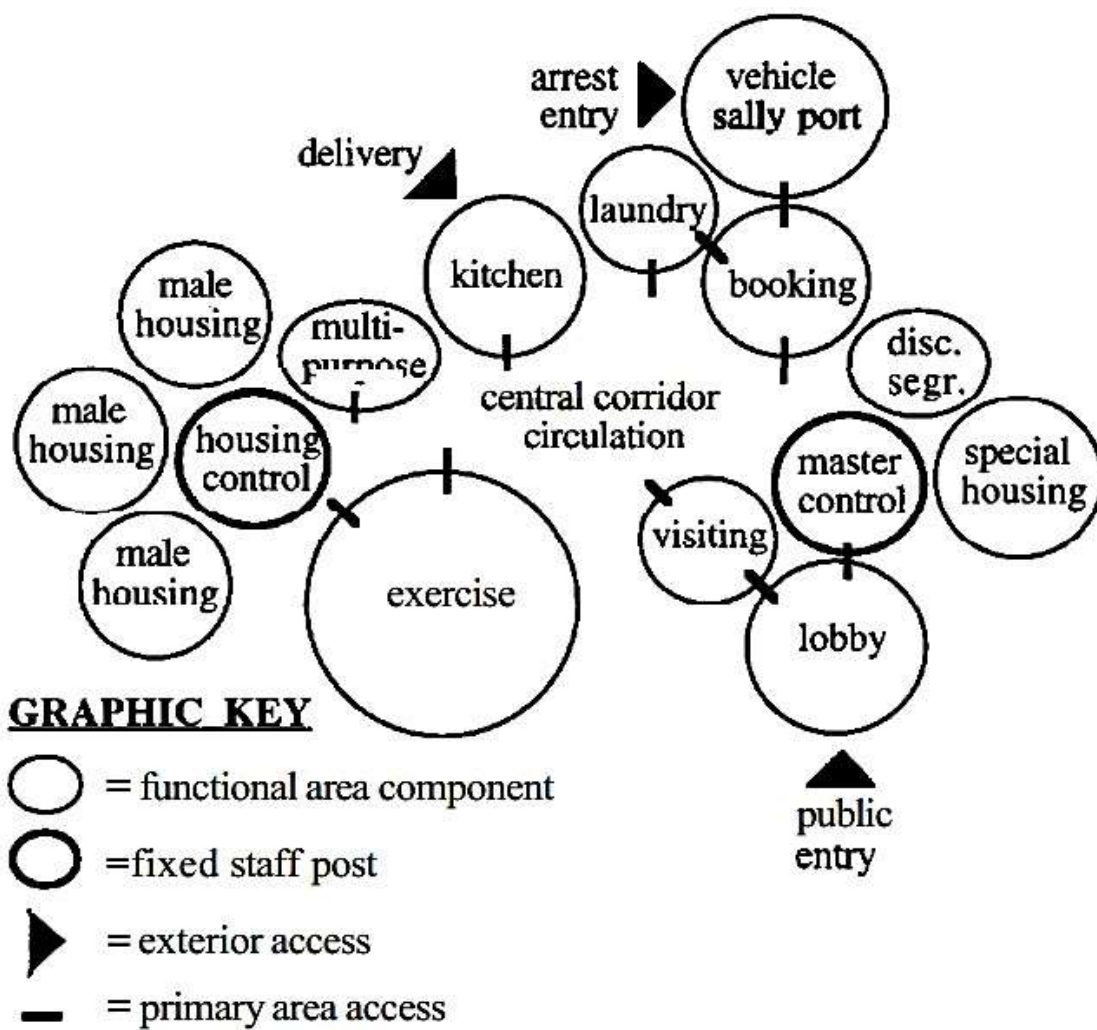 arrest
entry
vehicle
sally port
delivery
laundry
kitchen
booking
male
housing
multi-
purpose
disc.
segr.
central corridor
circulation
male
housing
housing
control
master
control
special
housing
visiting
male
housing
exercise
lobby
GRAPHIC KEY
= functional area component
=fixed staff post
= exterior access
= primary area access
public
entry